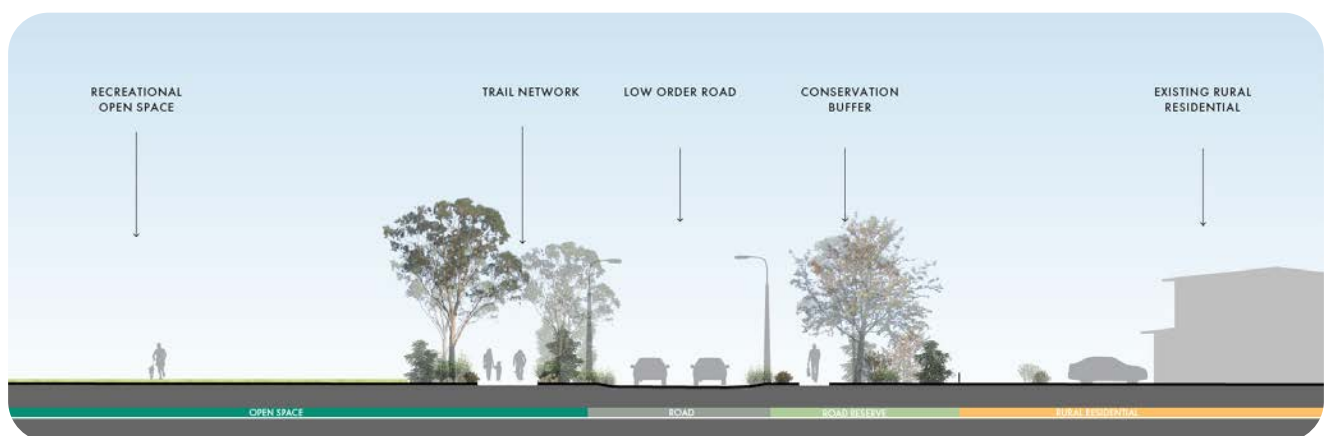 RECREATIONAL
OPEN SPACE
TRAIL NETWORK
LOW ORDER ROAD
CONSERVATION
BUFFER
EXISTING RURAL
RESIDENTIAL
OPEN SPACE
ROAD
ROAD RESERVE
RURAL RESIDENTIAL